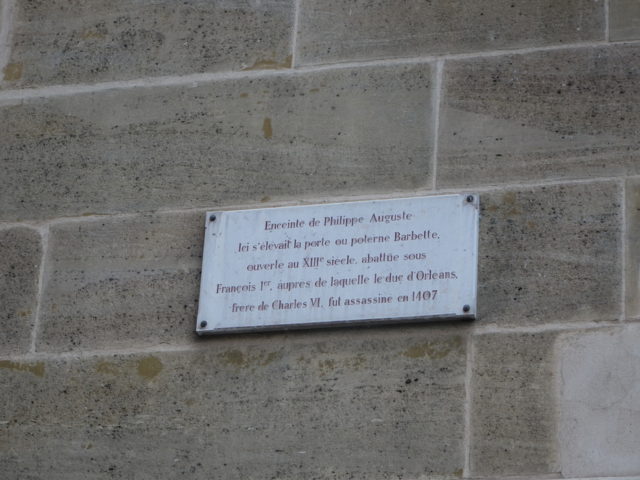 Enceinte de Philippe Auguste
Ici s'élevait la porte ou poterne Barbette,
ouverte au XIIIe siècle, abattue sous
François 1er, auprès de laquelle le duc d'Orléans,
frère de Charles VI, fut assassiné en 1407